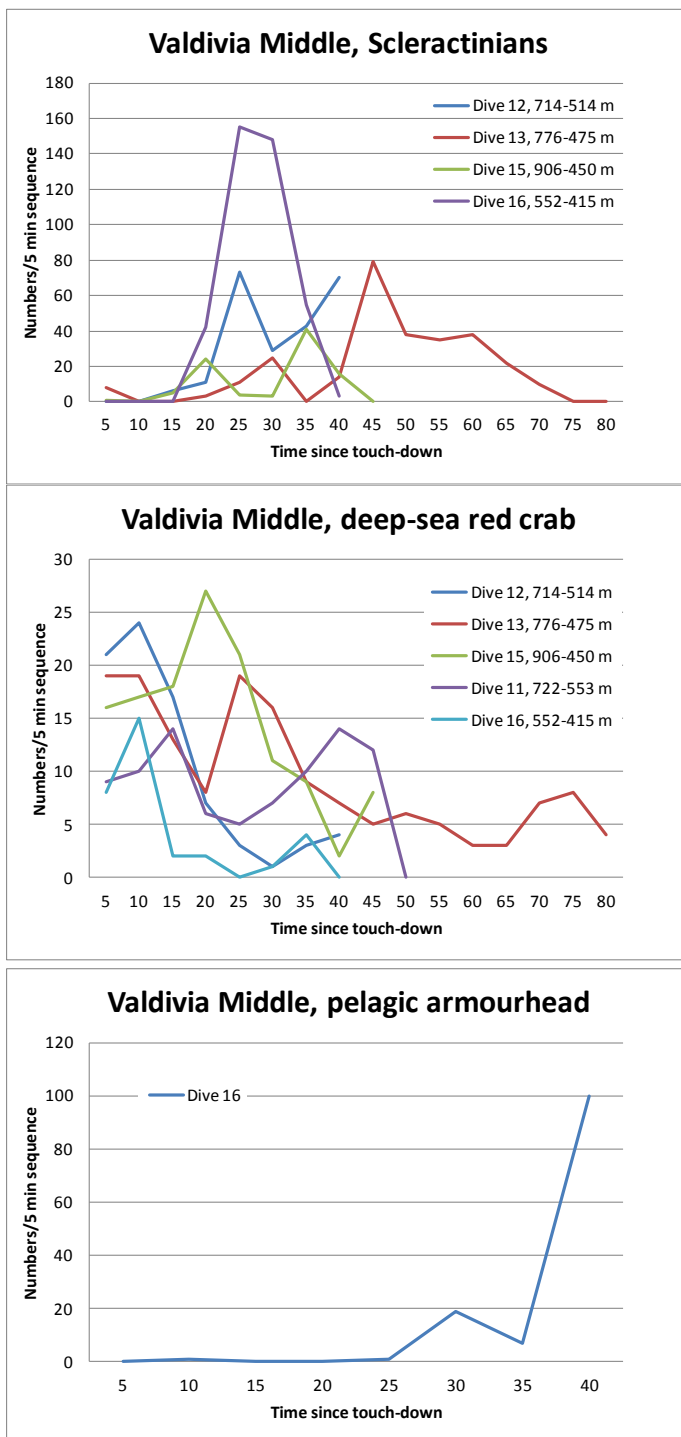 Valdivia Middle, Scleractinians
180
160
140
120
100
80
60
40
20
0
Numbers/5 min sequence
Dive 12, 714-514 m
Dive 13, 776-475 m
Dive 15, 906-450 m
Dive 16, 552-415 m
5 10 15 20 25 30 35 40 45 50 55 60 65 70 75 80
Time since touch-down
Valdivia Middle, deep-sea red crab
30
25
20
15
10
5
0
Numbers/5 min sequence
Dive 12, 714-514 m
Dive 13, 776-475 m
Dive 15, 906-450 m
Dive 11, 722-553 m
Dive 16, 552-415 m
5 10 15 20 25 30 35 40 45 50 55 60 65 70 75 80
Time since touch-down
Valdivia Middle, pelagic armourhead
120
100
80
60
40
20
0
Numbers/5 min sequence
Dive 16
5 10 15 20 25 30 35 40
Time since touch-down